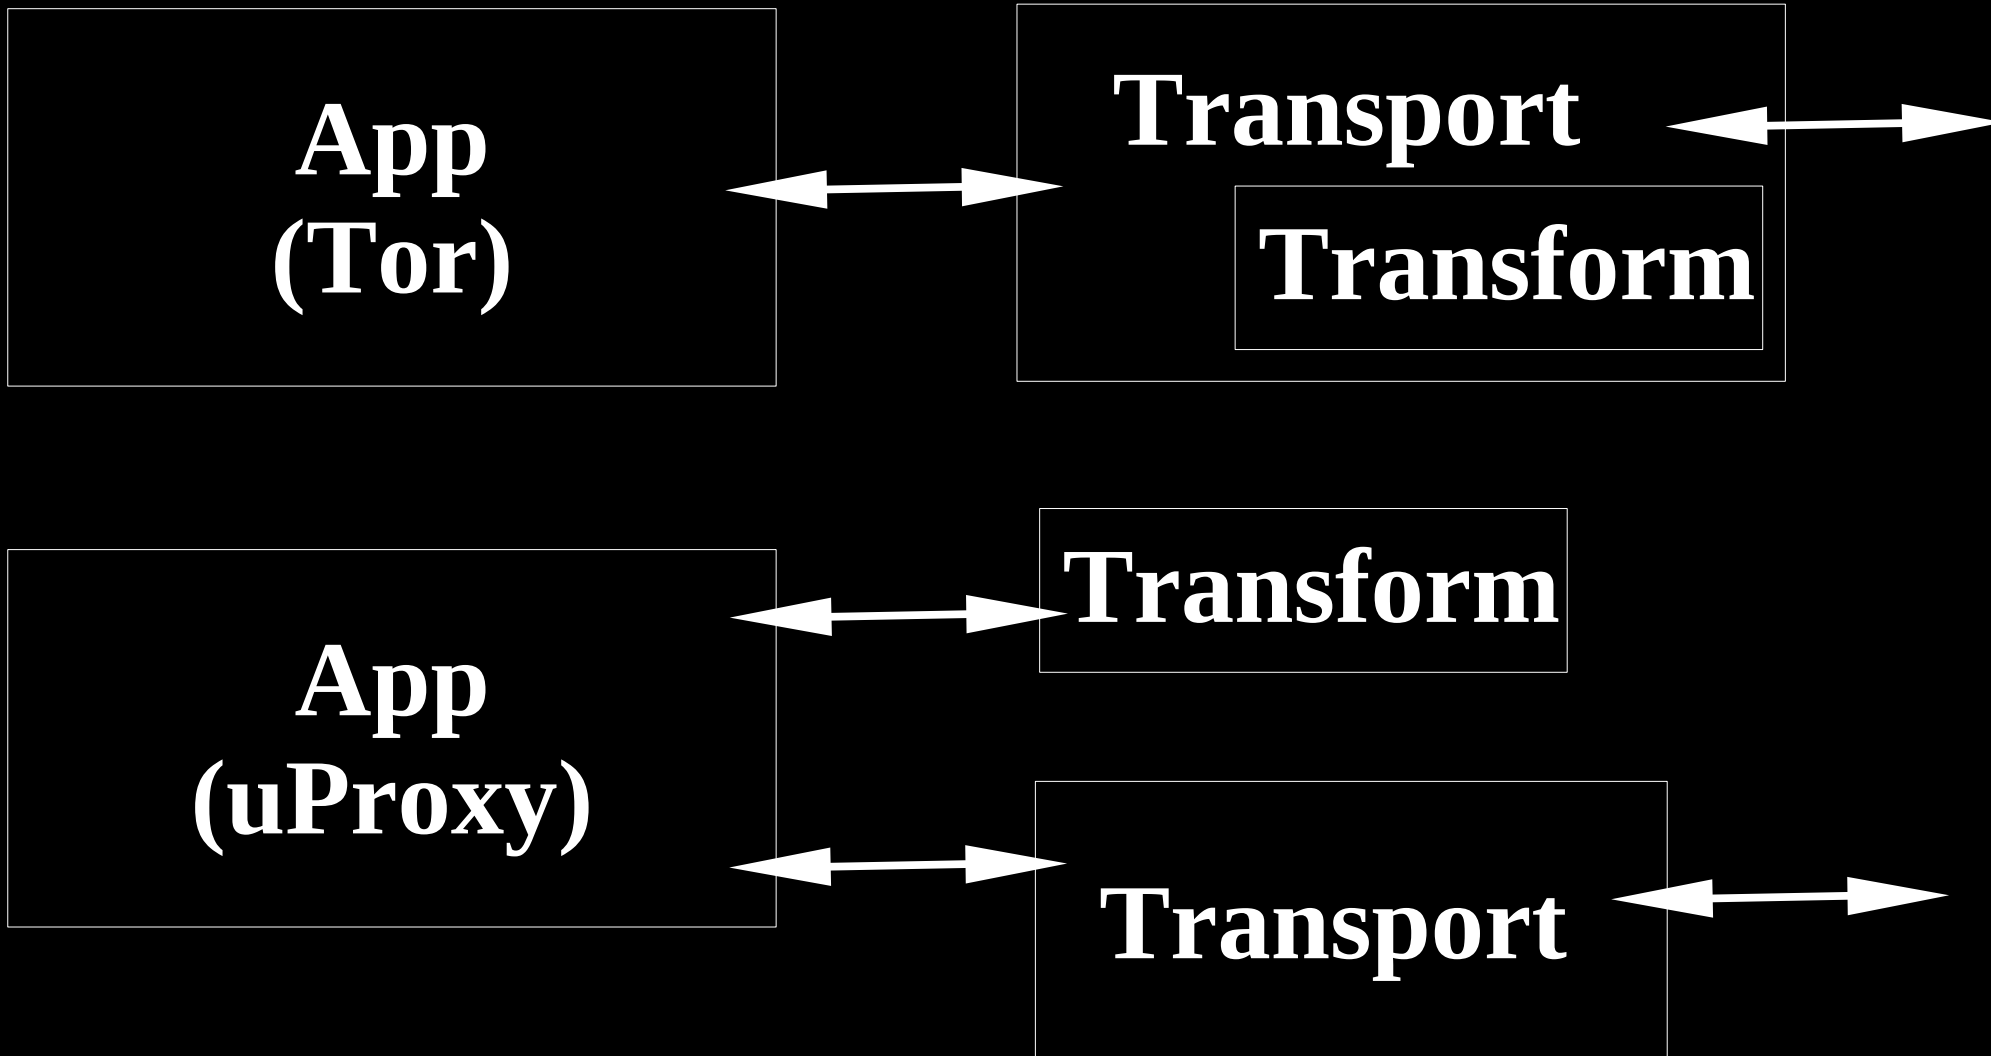 App
(Tor)
Transport
Transform
App
(uProxy)
Transform
Transport